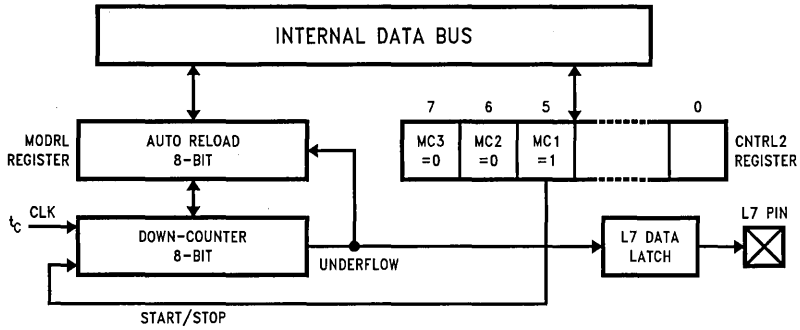 INTERNAL DATA BUS
7 6 5 0
MODRL
REGISTER
AUTO RELOAD
8-BIT
MC3
=0
MC2
=0
MC1
=1
CNTRL2
REGISTER
tC CLK
DOWN-COUNTER
8-BIT
UNDERFLOW
L7 DATA
LATCH
L7 PIN
START/STOP